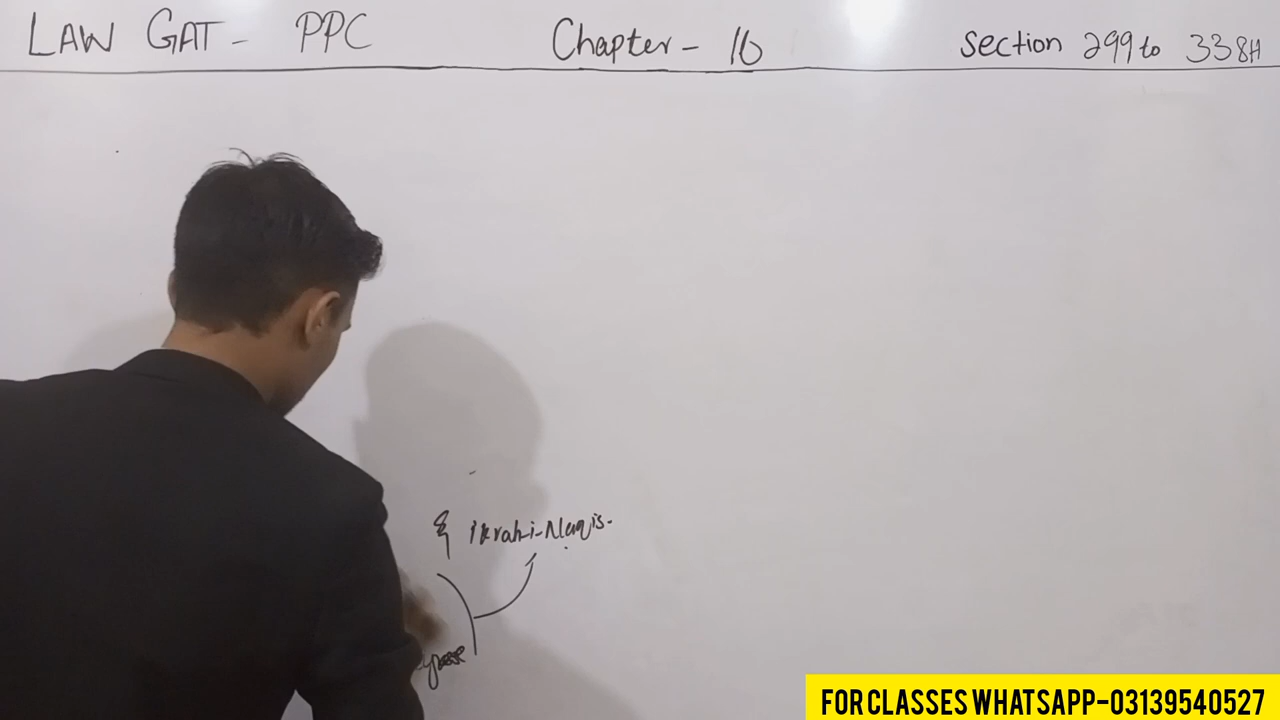 LAW GAT - PPC Chapter - 16 section 299 to 338H
& Ikrah-i-Naqis.
FOR CLASSES WHATSAPP-03139540527